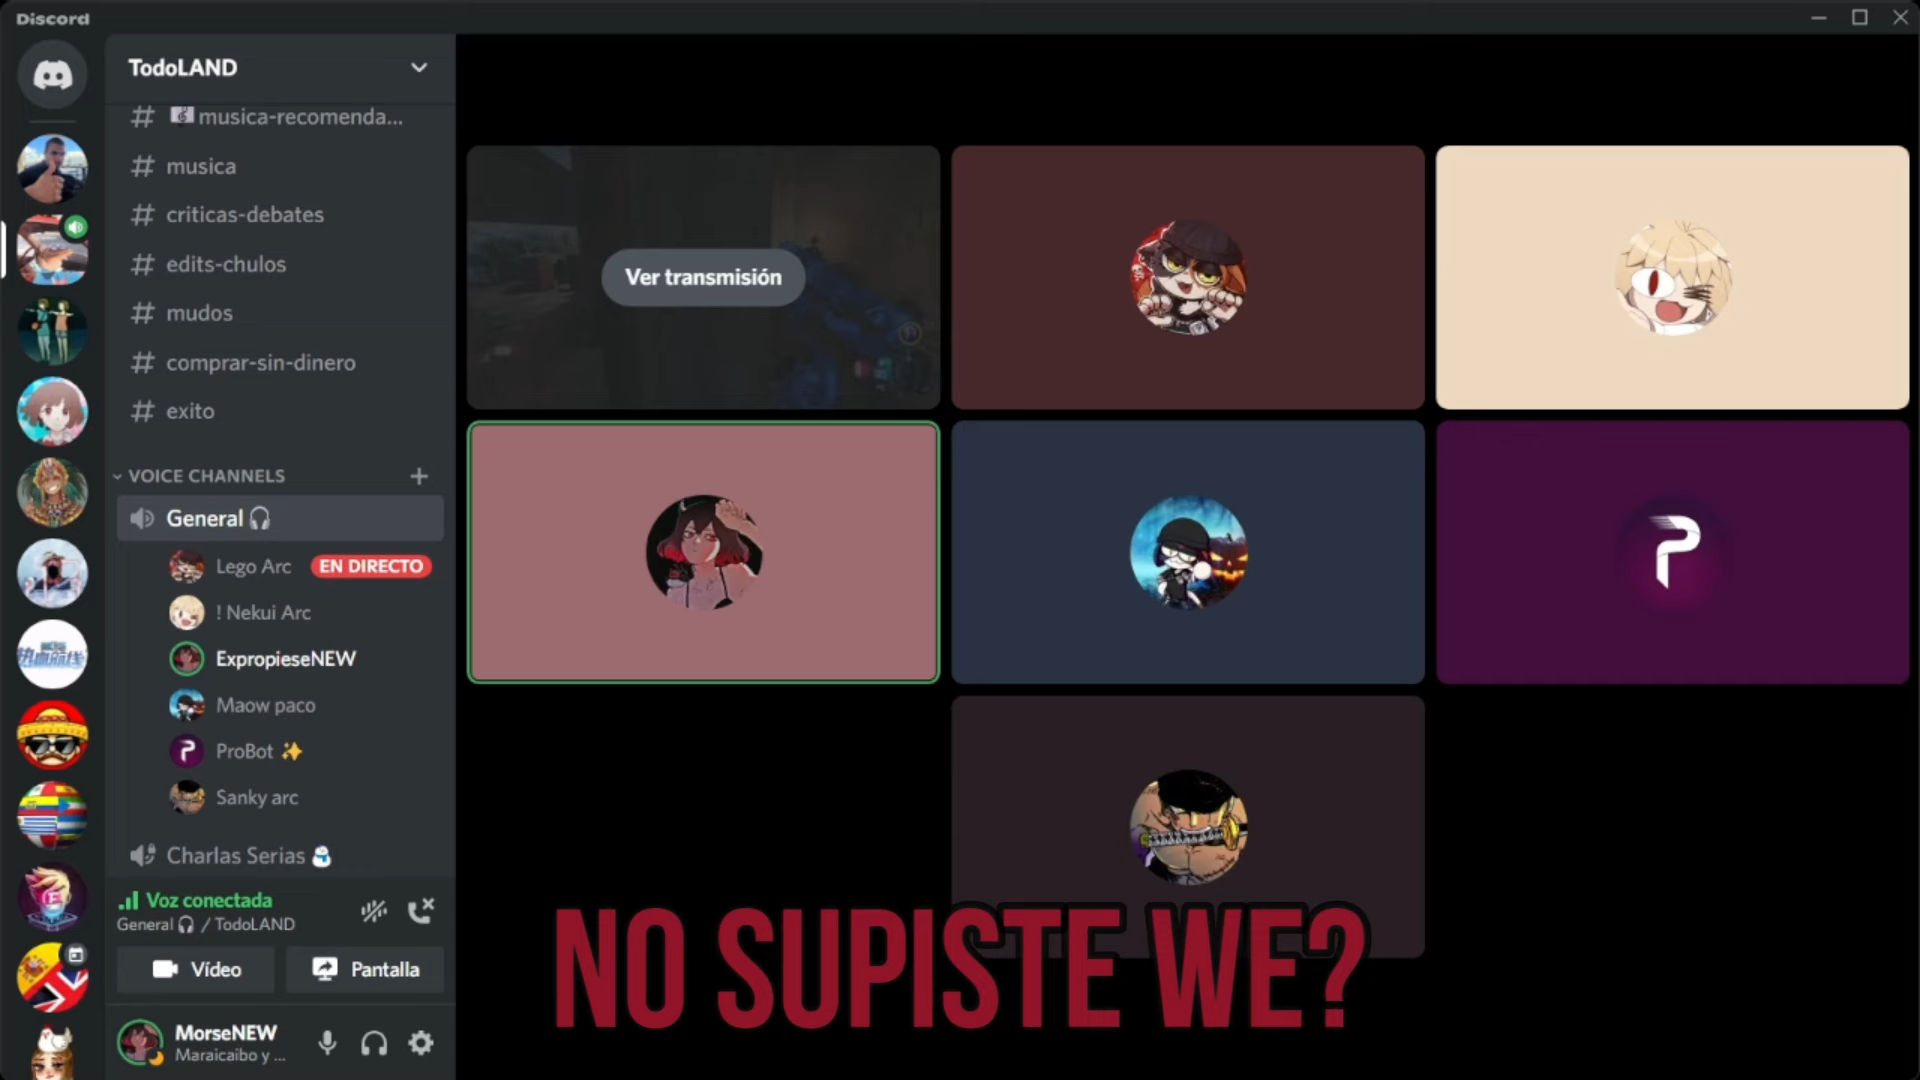 Discord
TodoLAND
# musica-recomenda...
# musica
# criticas-debates
# edits-chulos
# mudos
# comprar-sin-dinero
# exito
VOICE CHANNELS
General
Lego Arc EN DIRECTO
! Nekui Arc
ExpropieseNEW
Maow paco
ProBot
Sanky arc
Charlas Serias
Voz conectada
General / TodoLAND
Vídeo
Pantalla
MorseNEW
Maraicaibo y ...
Ver transmisión
P
NO SUPISTE WE?